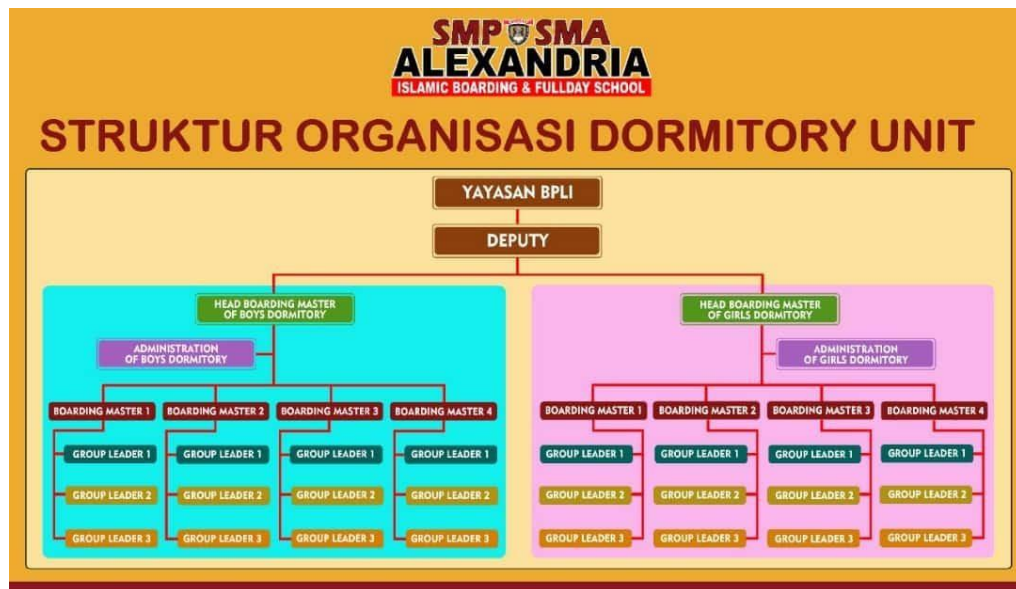 SMP SMA
ALEXANDRIA
ISLAMIC BOARDING & FULLDAY SCHOOL
STRUKTUR ORGANISASI DORMITORY UNIT
YAYASAN BPLI
DEPUTY
HEAD BOARDING MASTER
OF BOYS DORMITORY
ADMINISTRATION
OF BOYS DORMITORY
BOARDING MASTER 1 BOARDING MASTER 2 BOARDING MASTER 3 BOARDING MASTER 4
GROUP LEADER 1 GROUP LEADER 1 GROUP LEADER 1 GROUP LEADER 1
GROUP LEADER 2 GROUP LEADER 2 GROUP LEADER 2 GROUP LEADER 2
GROUP LEADER 3 GROUP LEADER 3 GROUP LEADER 3 GROUP LEADER 3
HEAD BOARDING MASTER
OF GIRLS DORMITORY
ADMINISTRATION
OF GIRLS DORMITORY
BOARDING MASTER 1 BOARDING MASTER 2 BOARDING MASTER 3 BOARDING MASTER 4
GROUP LEADER 1 GROUP LEADER 1 GROUP LEADER 1 GROUP LEADER 1
GROUP LEADER 2 GROUP LEADER 2 GROUP LEADER 2 GROUP LEADER 2
GROUP LEADER 3 GROUP LEADER 3 GROUP LEADER 3 GROUP LEADER 3